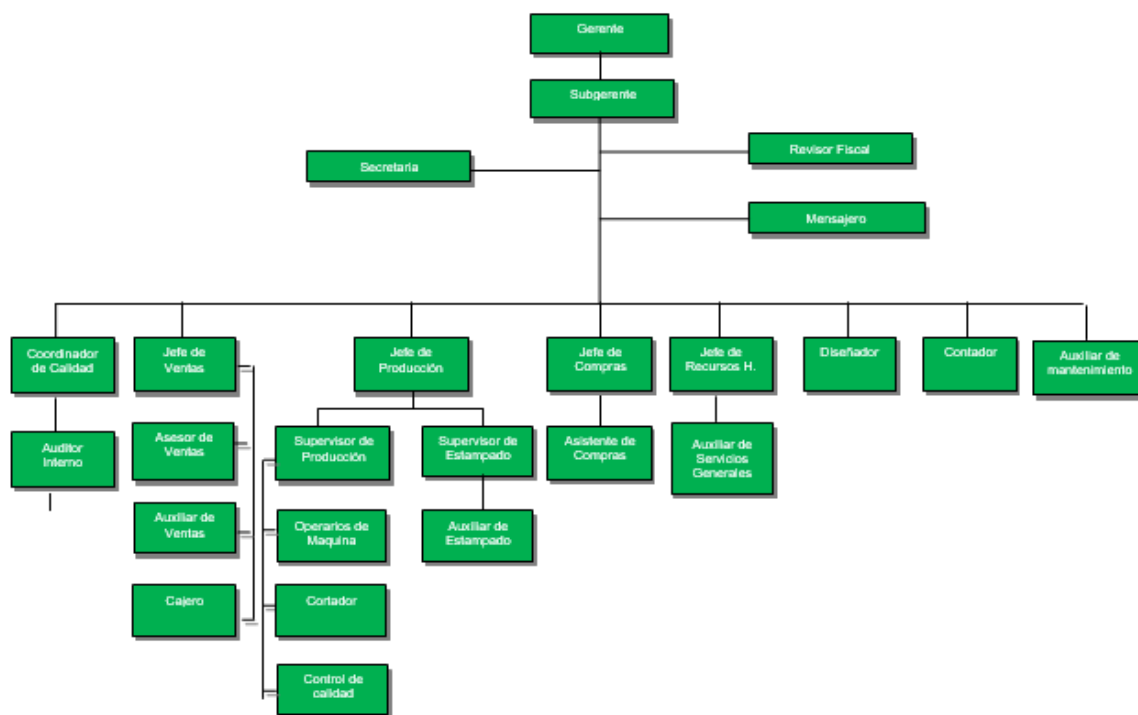 Gerente
Subgerente
Revisor Fiscal
Secretaria
Mensajero
Coordinador
de Calidad
Jefe de
Ventas
Jefe de
Producción
Jefe de
Compras
Jefe de
Recursos H.
Diseñador
Contador
Auxiliar de
mantenimiento
Auditor
Interno
Asesor de
Ventas
Supervisor de
Producción
Supervisor de
Estampado
Asistente de
Compras
Auxiliar de
Servicios
Generales
Auxiliar de
Ventas
Operarios de
Maquina
Auxiliar de
Estampado
Cajero
Cortador
Control de
calidad